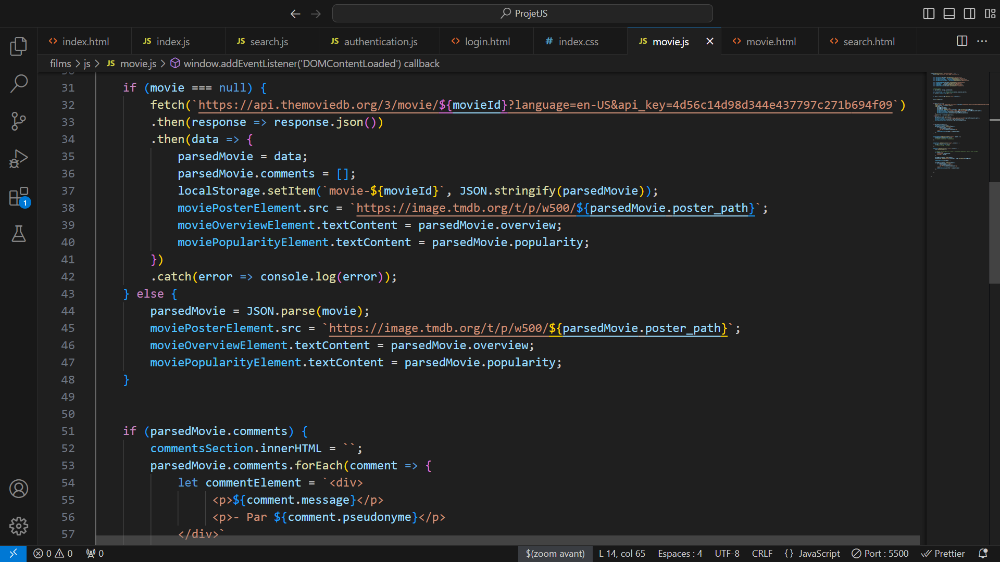 ProjetJS
index.html
JS index.js
JS search.js
JS authentication.js
login.html
# index.css
JS movie.js
movie.html
search.html
films > js > JS movie.js > window.addEventListener('DOMContentLoaded') callback
31 if (movie === null) {
32 fetch(`https://api.themoviedb.org/3/movie/${movieId}?language=en-US&api_key=4d56c14d98d344e437797c271b694f09`)
33 .then(response => response.json())
34 .then(data => {
35 parsedMovie = data;
36 parsedMovie.comments = [];
37 localStorage.setItem(`movie-${movieId}`, JSON.stringify(parsedMovie));
38 moviePosterElement.src = `https://image.tmdb.org/t/p/w500/${parsedMovie.poster_path}`;
39 movieOverviewElement.textContent = parsedMovie.overview;
40 moviePopularityElement.textContent = parsedMovie.popularity;
41 })
42 .catch(error => console.log(error));
43 } else {
44 parsedMovie = JSON.parse(movie);
45 moviePosterElement.src = `https://image.tmdb.org/t/p/w500/${parsedMovie.poster_path}`;
46 movieOverviewElement.textContent = parsedMovie.overview;
47 moviePopularityElement.textContent = parsedMovie.popularity;
48 }
49
50
51 if (parsedMovie.comments) {
52 commentsSection.innerHTML = ``;
53 parsedMovie.comments.forEach(comment => {
54 let commentElement = `<div>
55 <p>${comment.message}</p>
56 <p>- Par ${comment.pseudonyme}</p>
57 </div>`
1
0 0 0 $(zoom avant) L 14, col 65 Espaces : 4 UTF-8 CRLF {} JavaScript Port : 5500 Prettier